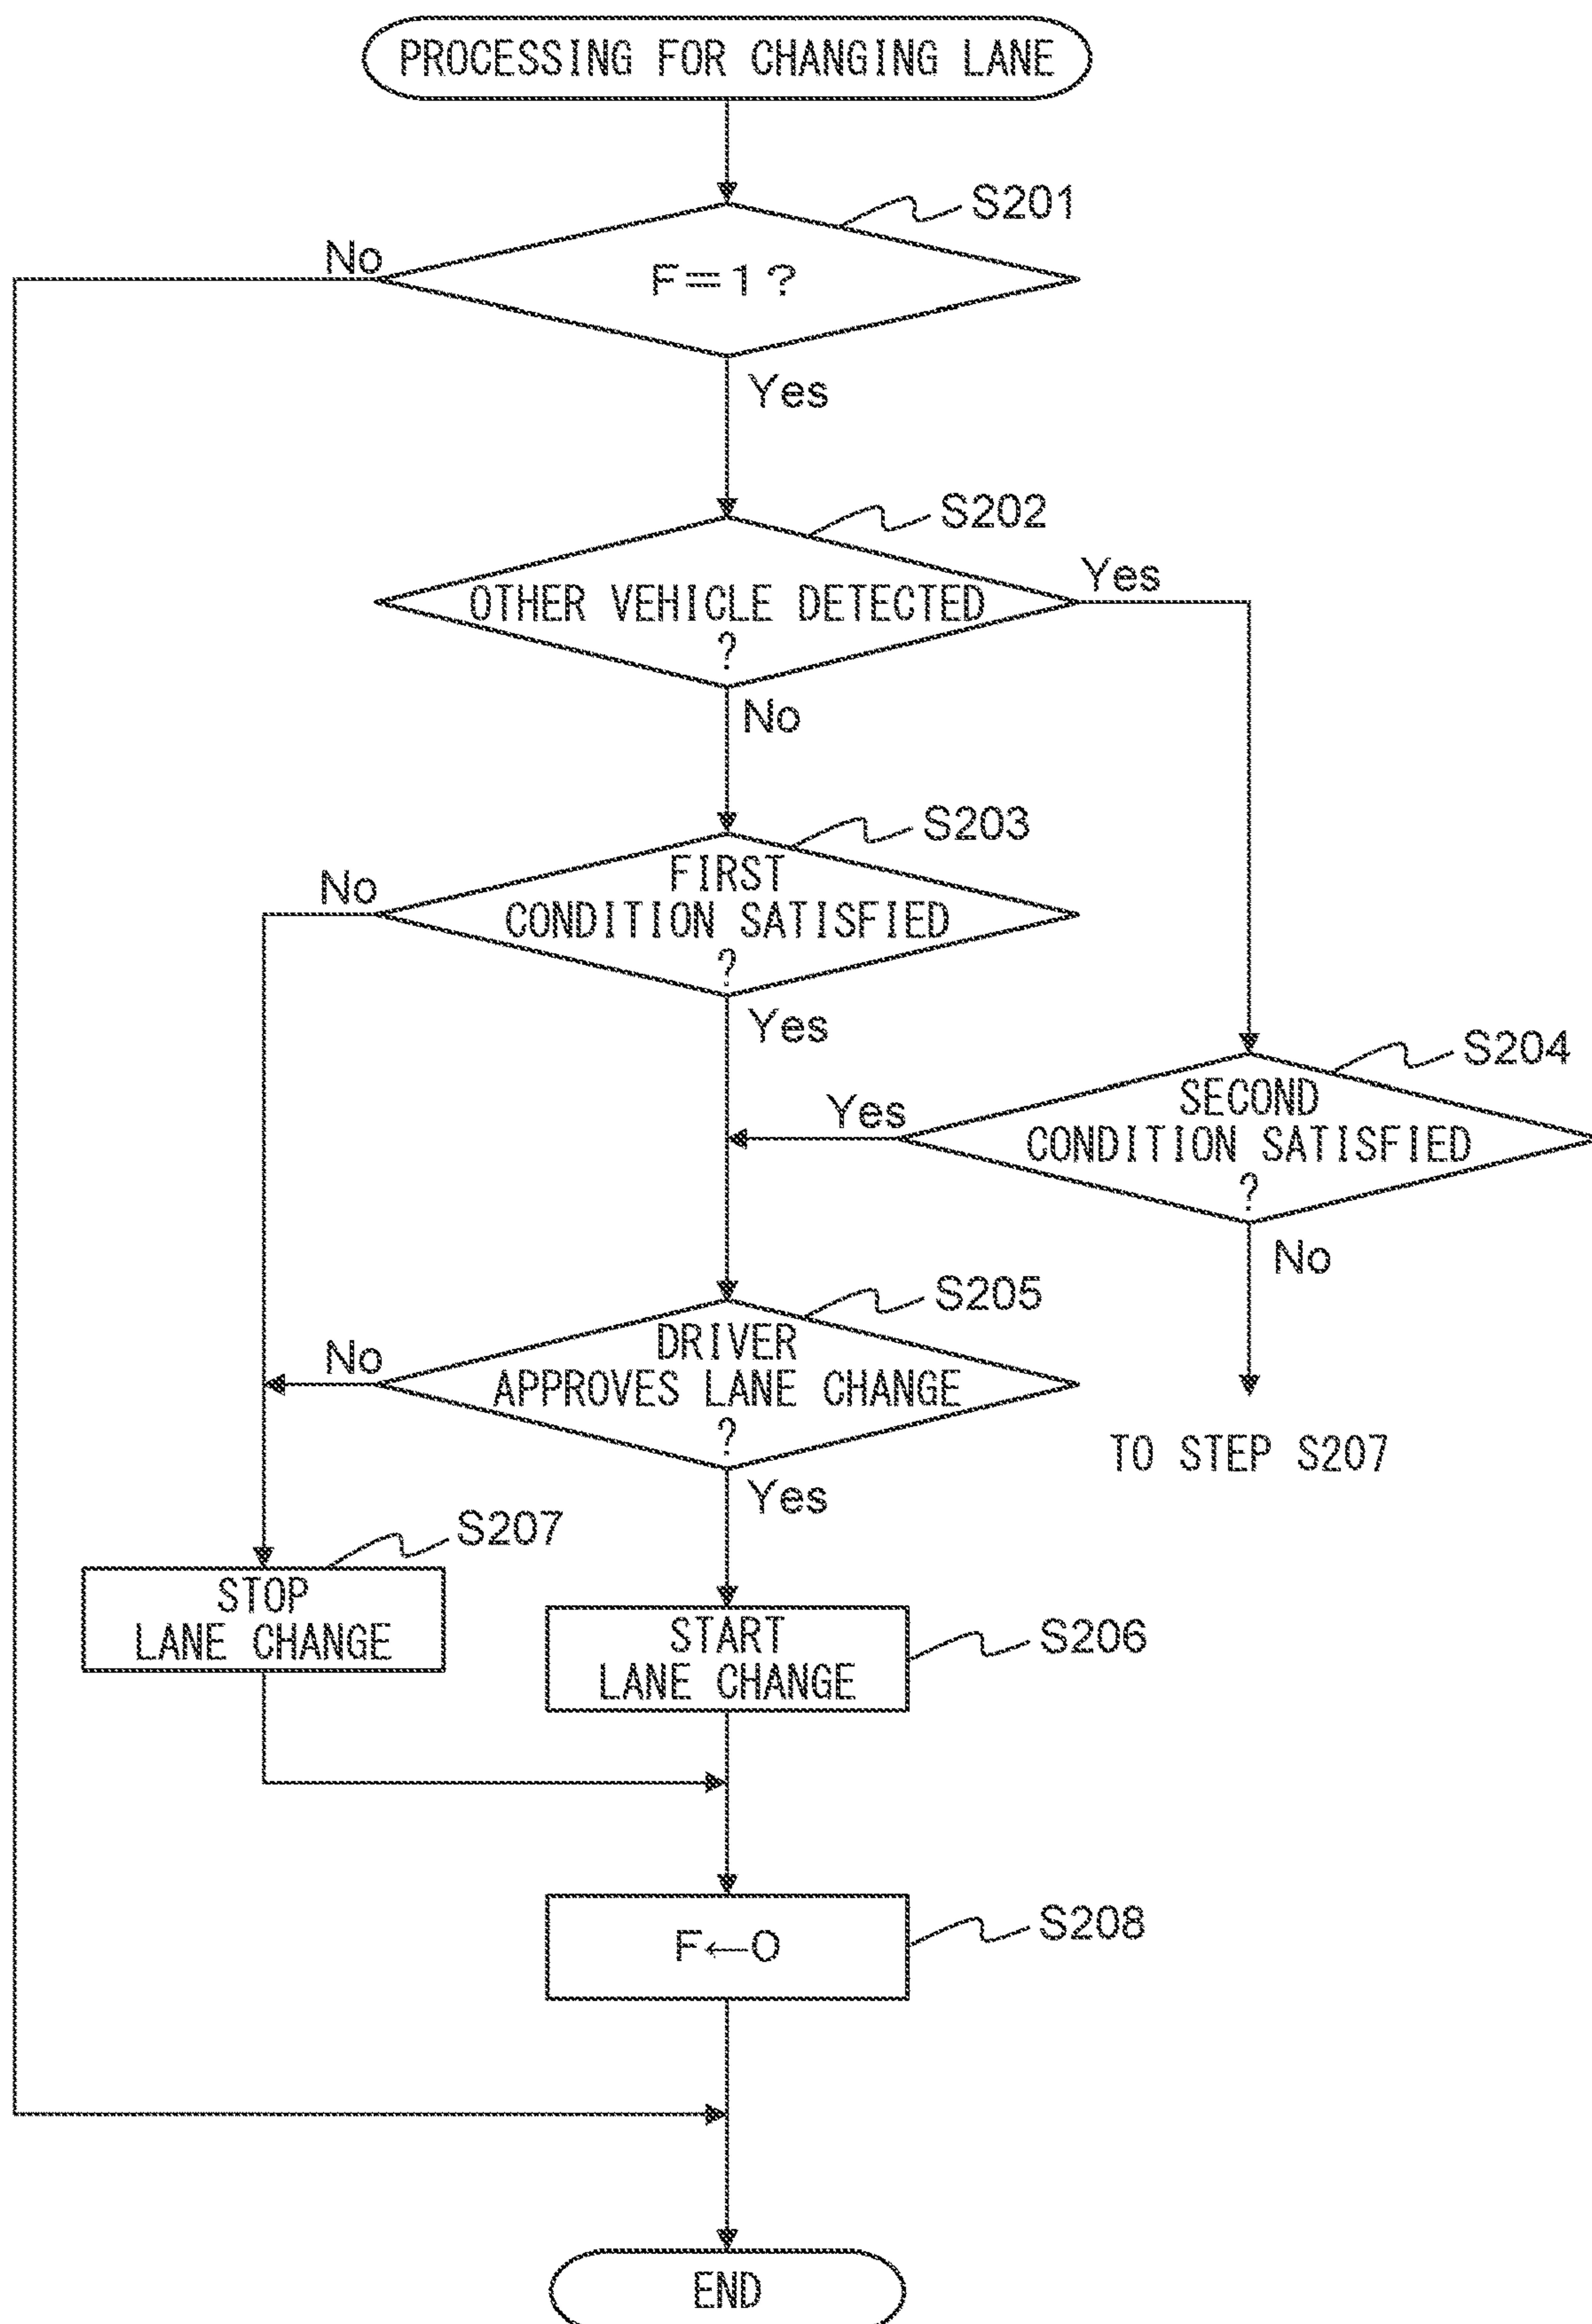 PROCESSING FOR CHANGING LANE
S201
No
F=1?
Yes
S202
Yes
OTHER VEHICLE DETECTED
?
No
S203
No
FIRST
CONDITION SATISFIED
?
Yes
S204
Yes
SECOND
CONDITION SATISFIED
?
No
S205
No
DRIVER
APPROVES LANE CHANGE
?
TO STEP S207
Yes
S207
STOP
LANE CHANGE
START
LANE CHANGE
S206
F←0
S208
END